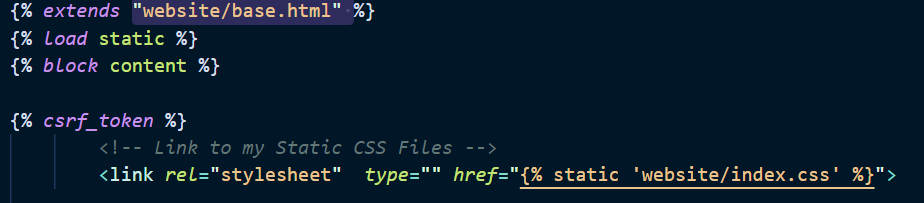 {% extends "website/base.html" %}
{% load static %}
{% block content %}
{% csrf_token %}
<!-- Link to my Static CSS Files -->
<link rel="stylesheet"  type="" href="{% static 'website/index.css' %}">